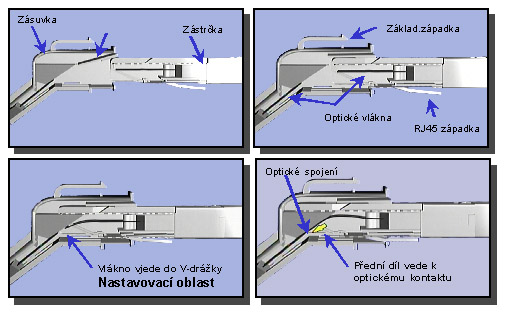 Zásuvka
Zástrčka
Základ.západka
Optické vlákna
RJ45 západka
Vlákno vjede do V-drážky
Nastavovací oblast
Optické spojení
Přední díl vede k
optickému kontaktu